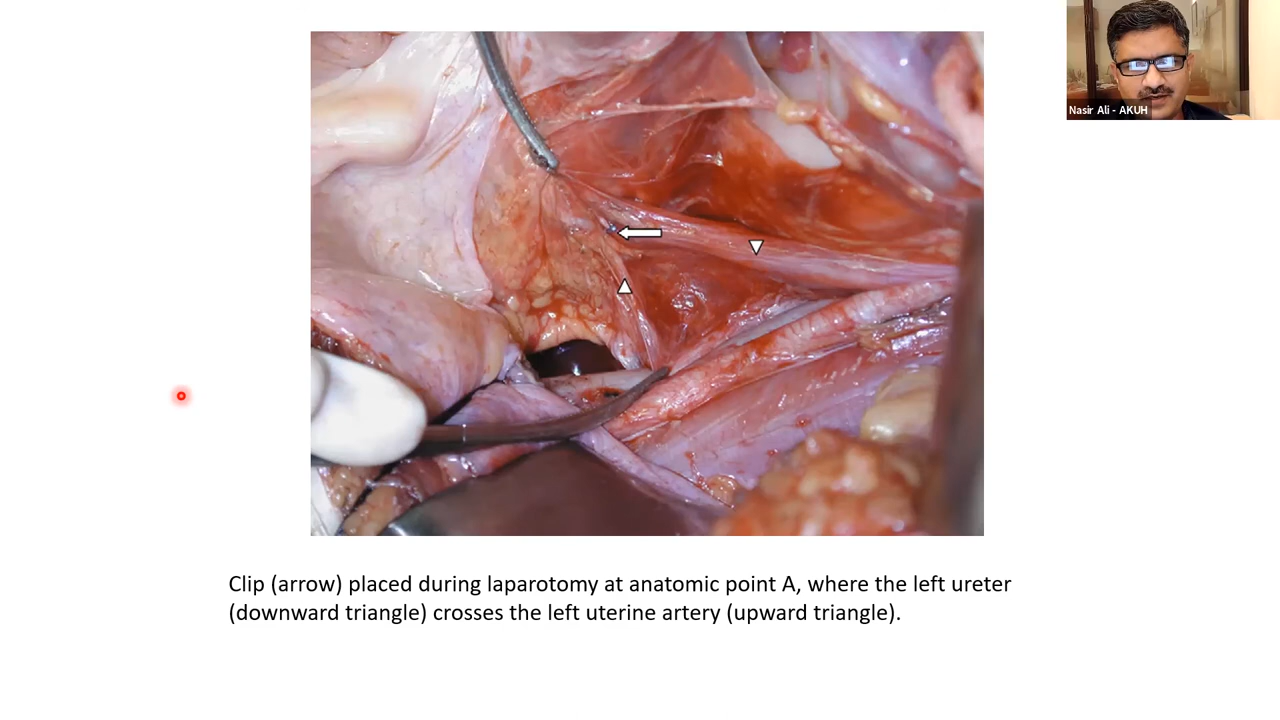 Nasir Ali - AKUH
Clip (arrow) placed during laparotomy at anatomic point A, where the left ureter
(downward triangle) crosses the left uterine artery (upward triangle).